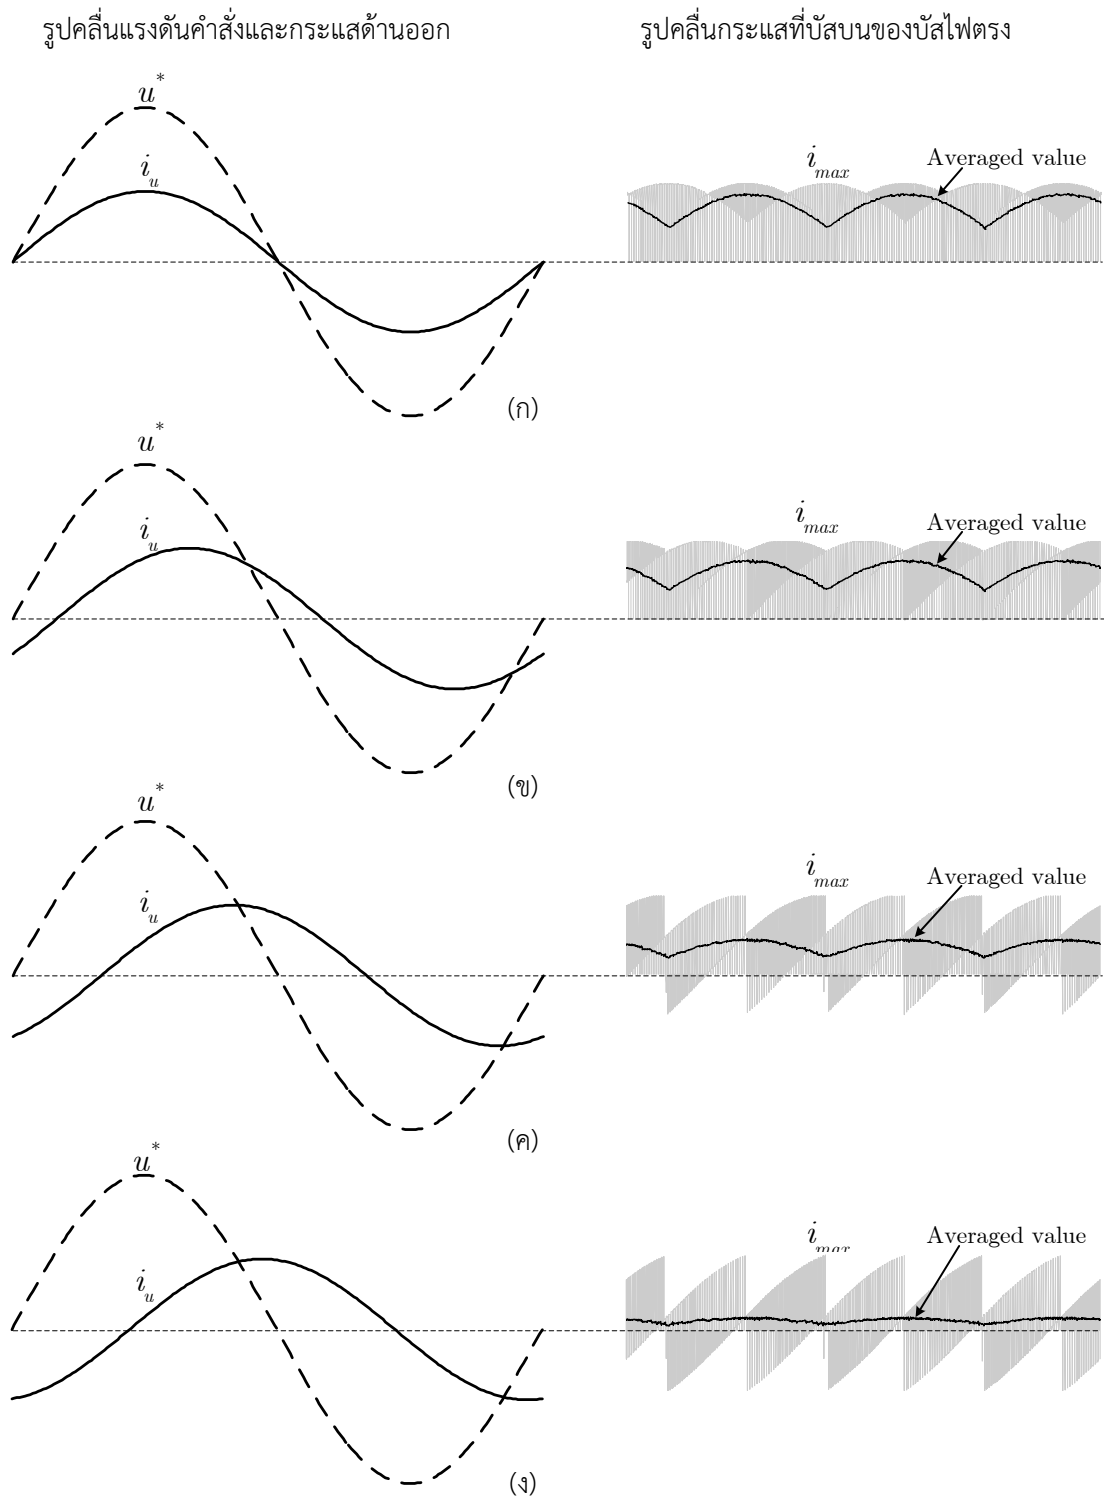 รูปคลื่นแรงดันคำสั่งและกระแสด้านออก
รูปคลื่นกระแสที่บัสบนของบัสไฟตรง
u*
i_u
i_max
Averaged value
(ก)
u*
i_u
i_max
Averaged value
(ข)
u*
i_u
i_max
Averaged value
(ค)
u*
i_u
i_max
Averaged value
(ง)